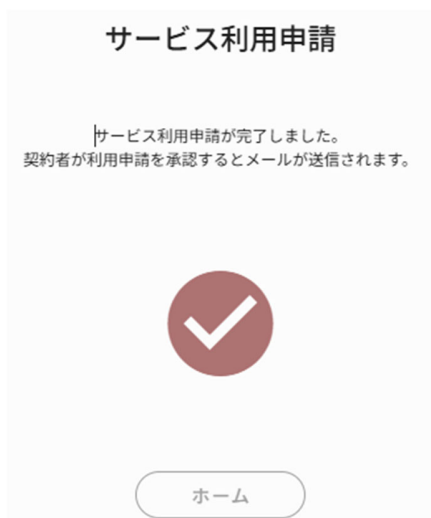 サービス利用申請
サービス利用申請が完了しました。
契約者が利用申請を承認するとメールが送信されます。
ホーム